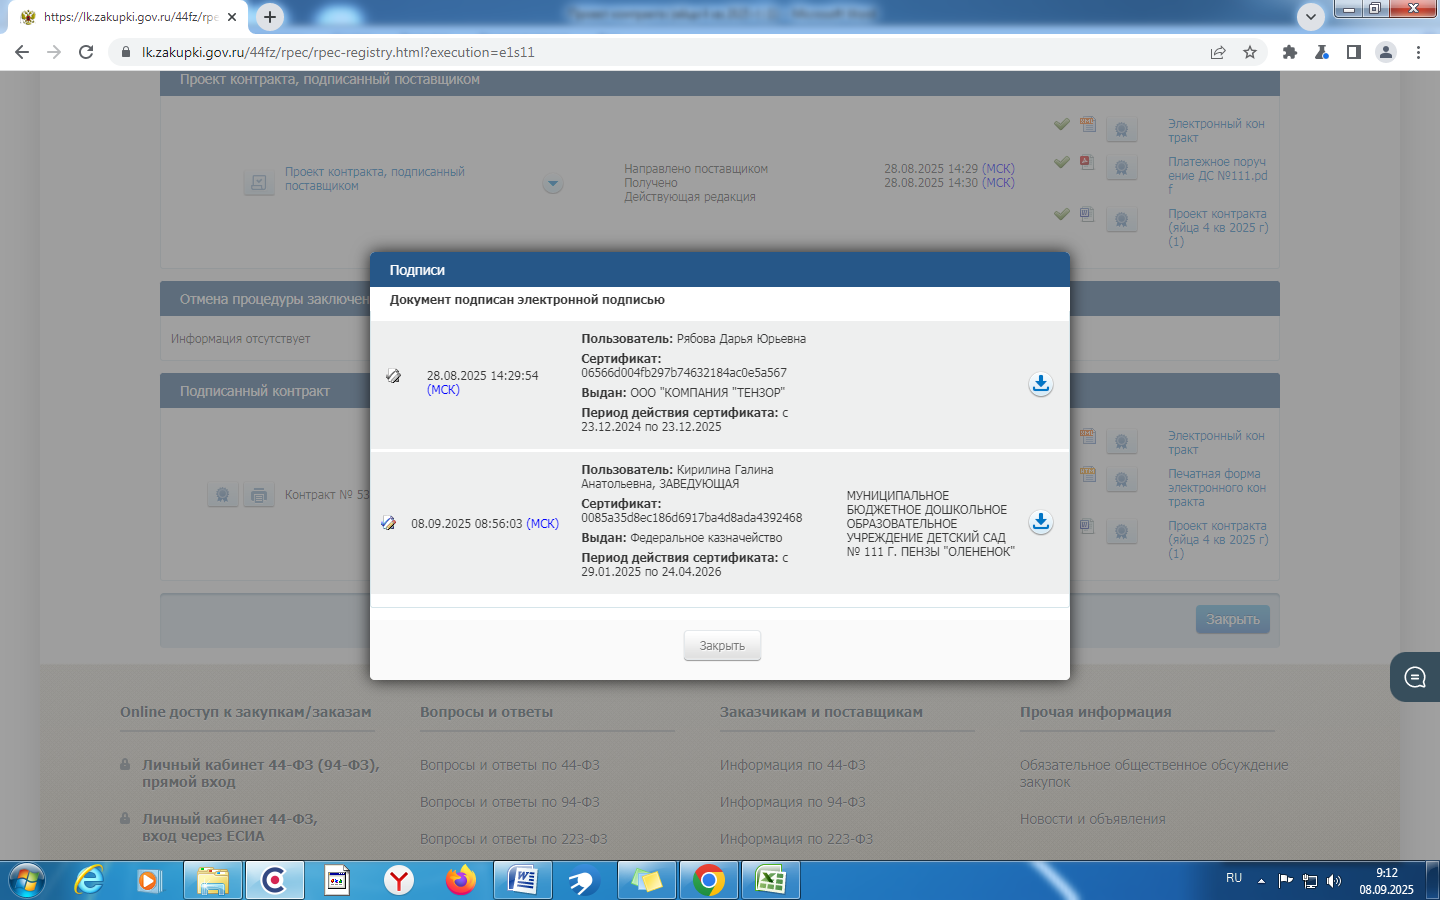 https://lk.zakupki.gov.ru/44fz/rpe
lk.zakupki.gov.ru/44fz/rpec/rpec-registry.html?execution=e1s11
Проект контракта, подписанный поставщиком
Проект контракта, подписанный
поставщиком
Направлено поставщиком
Получено
Действующая редакция
28.08.2025 14:29 (МСК)
28.08.2025 14:30 (МСК)
Электронный кон
тракт
Платежное поруч
ение ДС №111.pd
f
Проект контракта
(яйца 4 кв 2025 г)
(1)
Подписи
Документ подписан электронной подписью
28.08.2025 14:29:54
(МСК)
Пользователь: Рябова Дарья Юрьевна
Сертификат:
06566d004fb297b74632184ac0e5a567
Выдан: ООО "КОМПАНИЯ "ТЕНЗОР"
Период действия сертификата: с
23.12.2024 по 23.12.2025
08.09.2025 08:56:03 (МСК)
Пользователь: Кирилина Галина
Анатольевна, ЗАВЕДУЮЩАЯ
Сертификат:
0085a35d8ec186d6917ba4d8ada4392468
Выдан: Федеральное казначейство
Период действия сертификата: с
29.01.2025 по 24.04.2026
МУНИЦИПАЛЬНОЕ
БЮДЖЕТНОЕ ДОШКОЛЬНОЕ
ОБРАЗОВАТЕЛЬНОЕ
УЧРЕЖДЕНИЕ ДЕТСКИЙ САД
№ 111 Г. ПЕНЗЫ "ОЛЕНЕНОК"
Закрыть
Отмена процедуры заключен
Информация отсутствует
Подписанный контракт
Контракт № 53
Электронный кон
тракт
Печатная форма
электронного кон
тракта
Проект контракта
(яйца 4 кв 2025 г)
(1)
Закрыть
Online доступ к закупкам/заказам
Личный кабинет 44-ФЗ (94-ФЗ),
прямой вход
Личный кабинет 44-ФЗ,
вход через ЕСИА
Вопросы и ответы
Вопросы и ответы по 44-ФЗ
Вопросы и ответы по 94-ФЗ
Вопросы и ответы по 223-ФЗ
Заказчикам и поставщикам
Информация по 44-ФЗ
Информация по 94-ФЗ
Информация по 223-ФЗ
Прочая информация
Обязательное общественное обсуждение
закупок
Новости и объявления
RU
9:12
08.09.2025